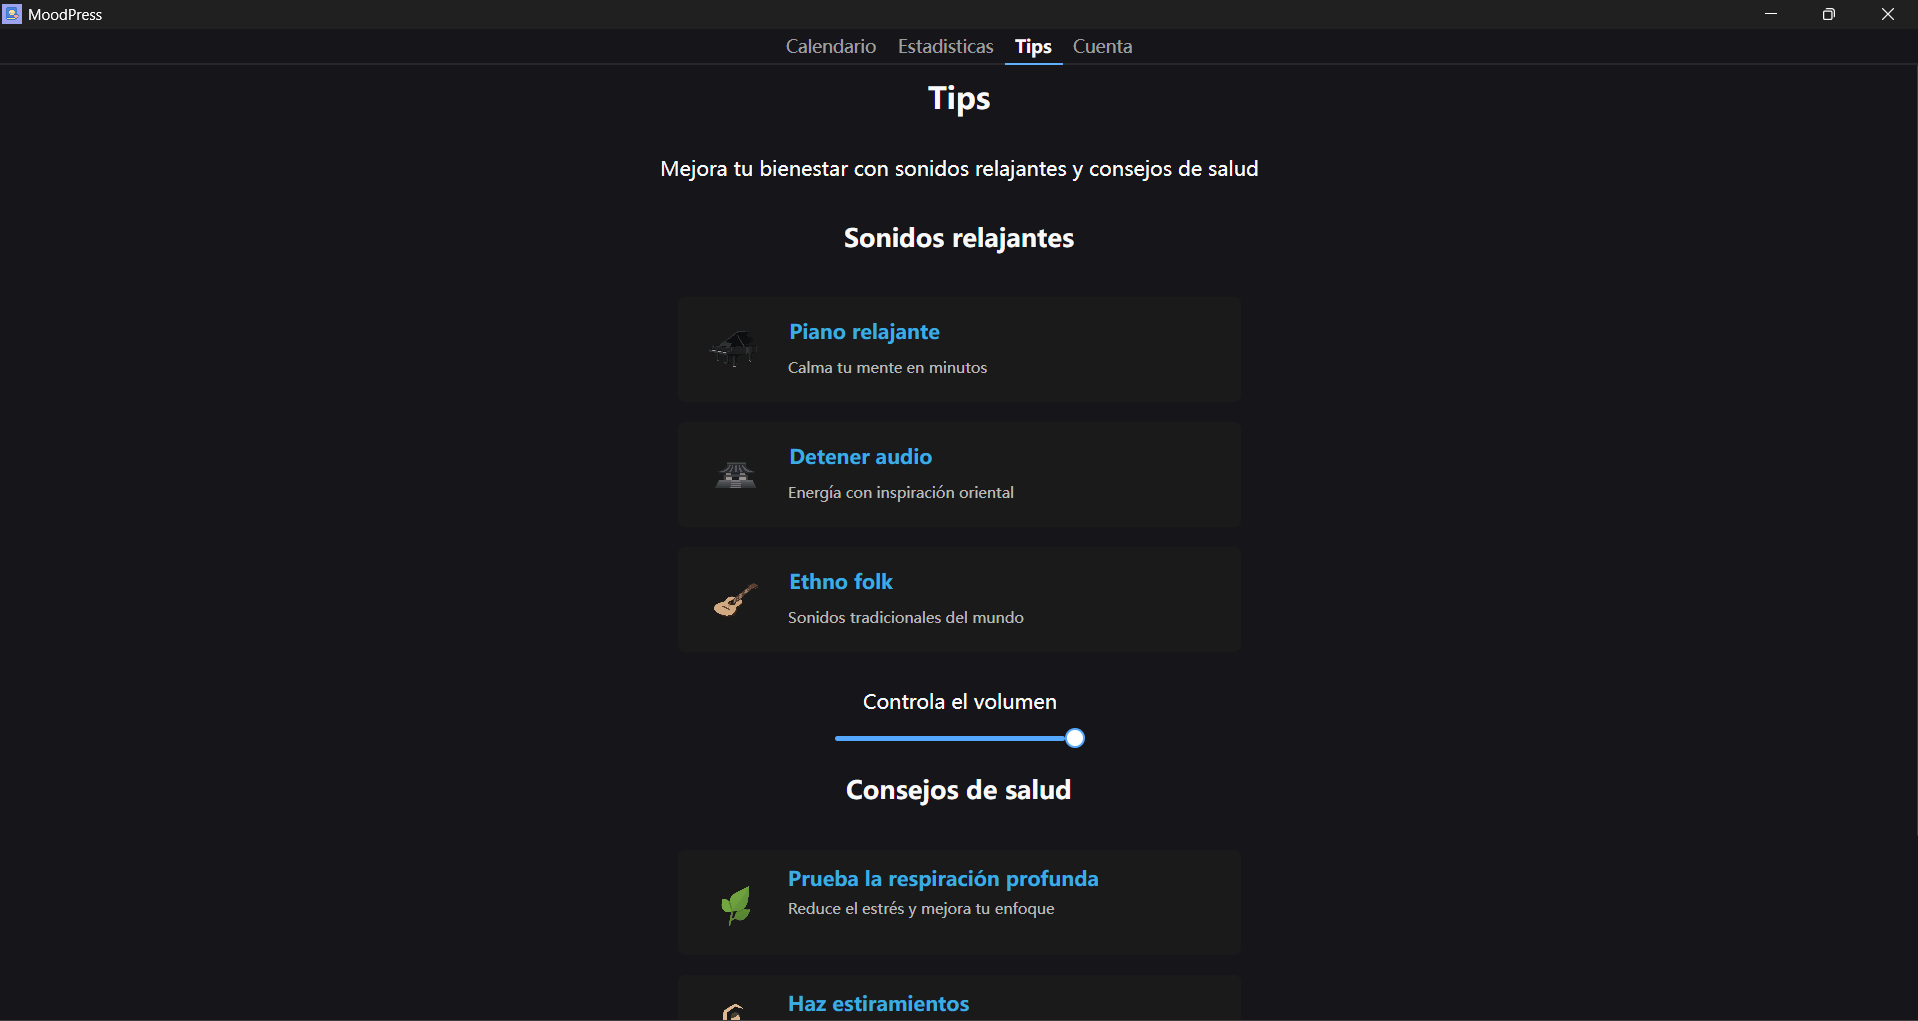 MoodPress
Calendario Estadisticas Tips Cuenta
Tips
Mejora tu bienestar con sonidos relajantes y consejos de salud
Sonidos relajantes
Piano relajante
Calma tu mente en minutos
Detener audio
Energía con inspiración oriental
Ethno folk
Sonidos tradicionales del mundo
Controla el volumen
Consejos de salud
Prueba la respiración profunda
Reduce el estrés y mejora tu enfoque
Haz estiramientos